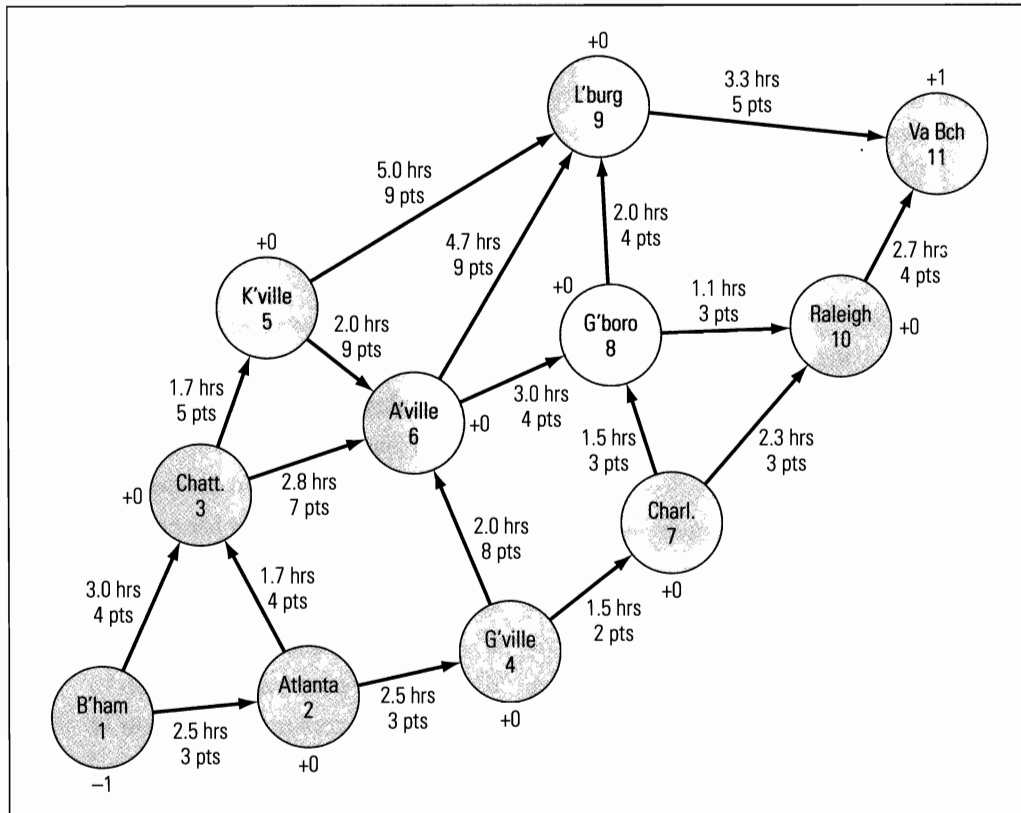 +0
L'burg
9
3.3 hrs
5 pts
+1
Va Bch
11
5.0 hrs
9 pts
4.7 hrs
9 pts
2.0 hrs
4 pts
2.7 hrs
4 pts
+0
K'ville
5
2.0 hrs
9 pts
+0
G'boro
8
1.1 hrs
3 pts
Raleigh
10
+0
1.7 hrs
5 pts
A'ville
6
+0
3.0 hrs
4 pts
1.5 hrs
3 pts
2.3 hrs
3 pts
+0
Chatt.
3
2.8 hrs
7 pts
2.0 hrs
8 pts
Charl.
7
+0
3.0 hrs
4 pts
1.7 hrs
4 pts
G'ville
4
+0
1.5 hrs
2 pts
B'ham
1
−1
2.5 hrs
3 pts
Atlanta
2
+0
2.5 hrs
3 pts